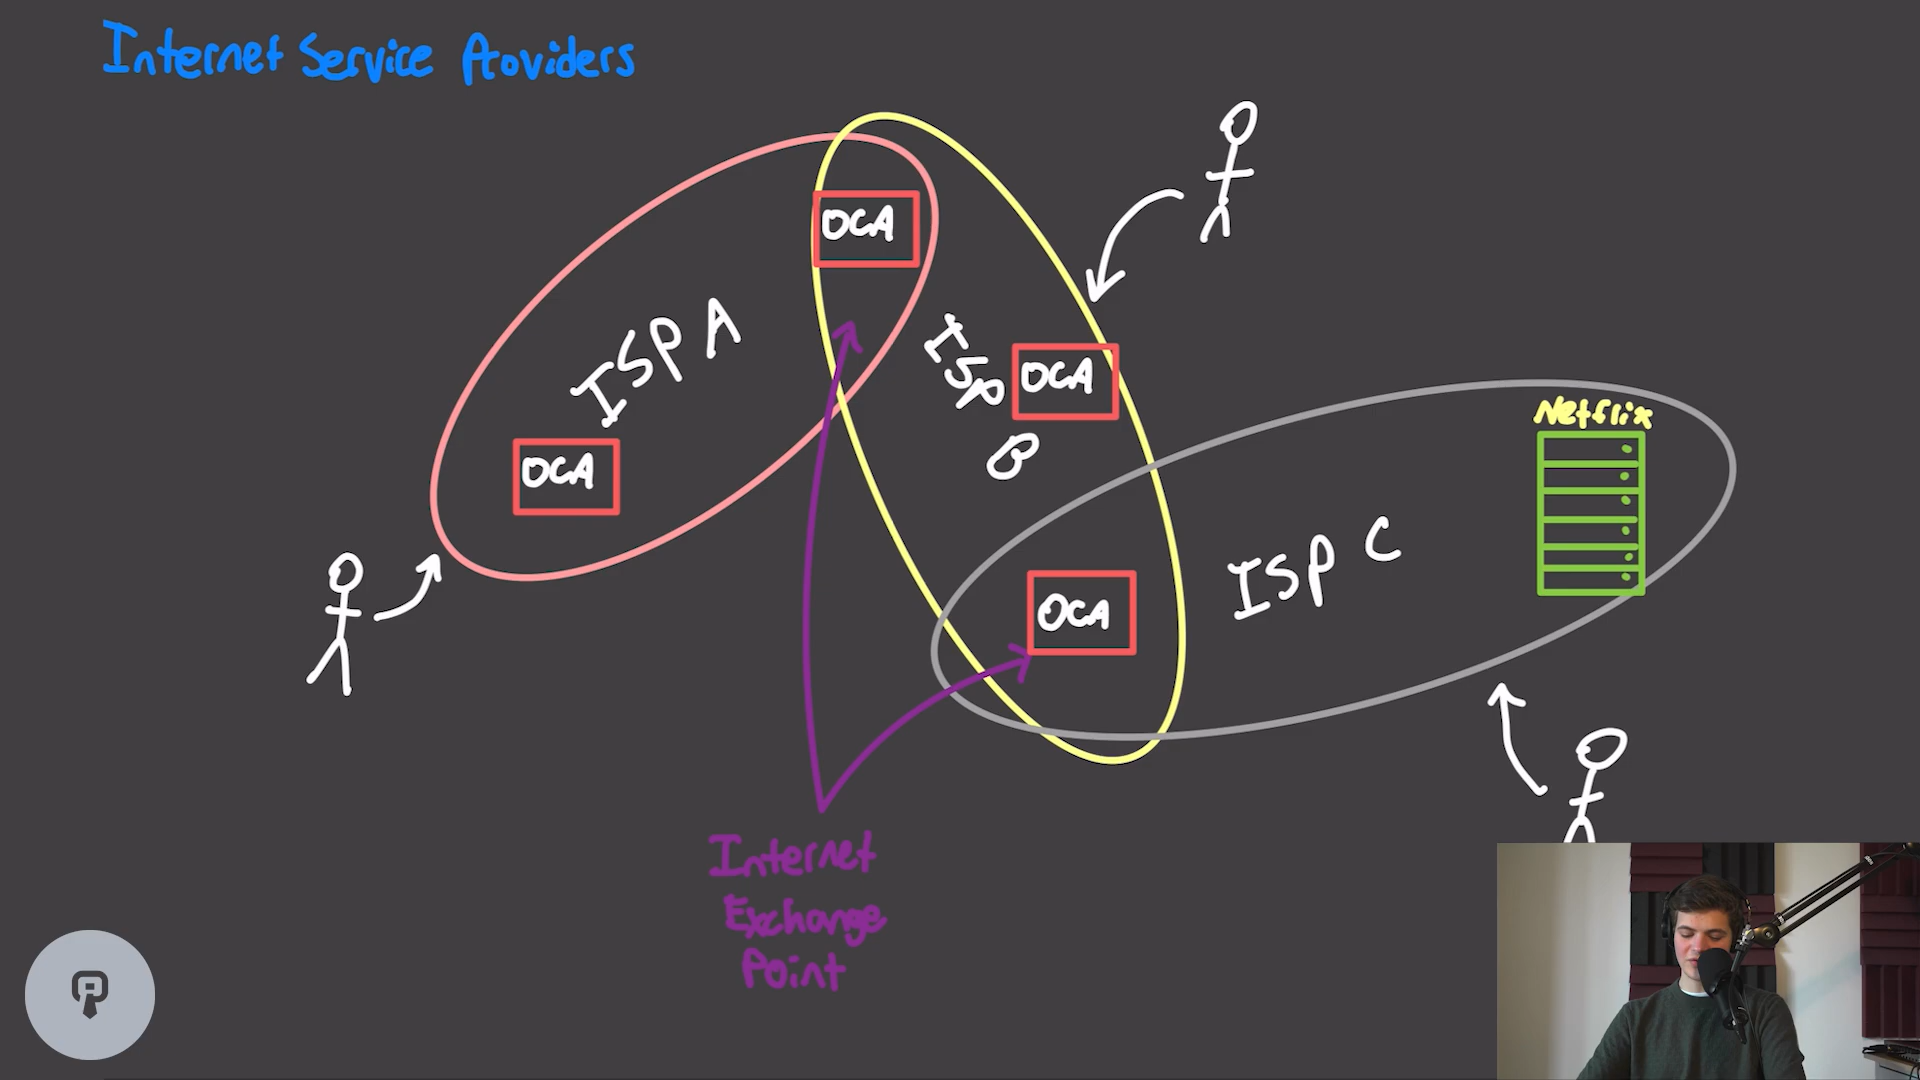 Internet Service Providers
OCA
ISP A
ISP
B
OCA
OCA
Netflix
ISP C
OCA
Internet
Exchange
Point